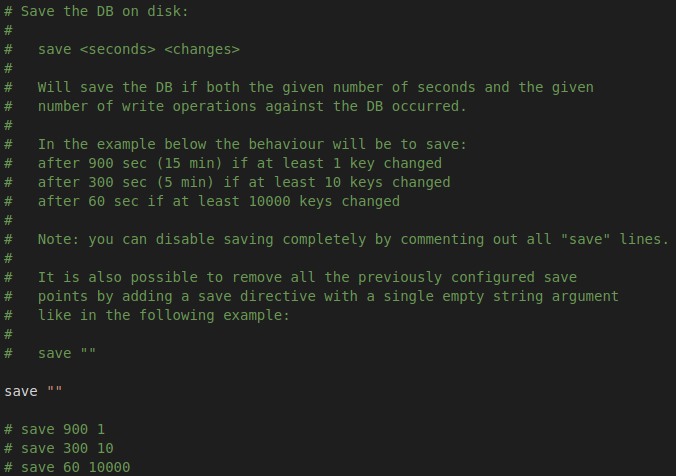 # Save the DB on disk:
#
#   save <seconds> <changes>
#
#   Will save the DB if both the given number of seconds and the given
#   number of write operations against the DB occurred.
#
#   In the example below the behaviour will be to save:
#   after 900 sec (15 min) if at least 1 key changed
#   after 300 sec (5 min) if at least 10 keys changed
#   after 60 sec if at least 10000 keys changed
#
#   Note: you can disable saving completely by commenting out all "save" lines.
#
#   It is also possible to remove all the previously configured save
#   points by adding a save directive with a single empty string argument
#   like in the following example:
#
#   save ""

save ""

# save 900 1
# save 300 10
# save 60 10000